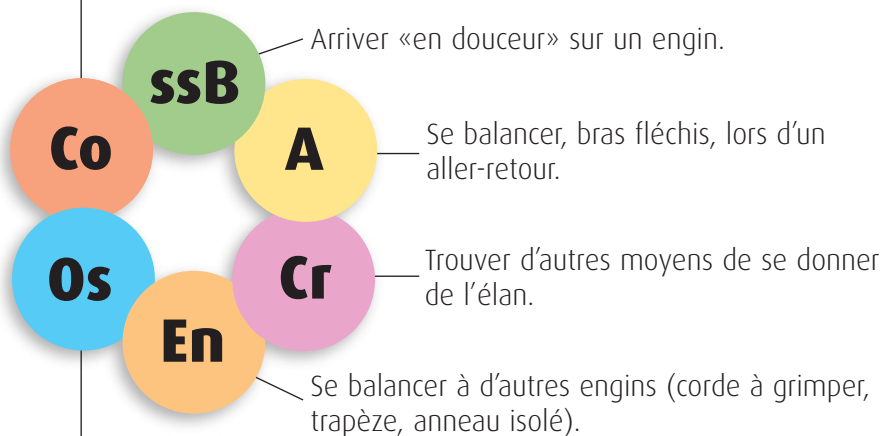 ssB
Arriver «en douceur» sur un engin.
Co
A
Se balancer, bras fléchis, lors d’un
aller-retour.
Os
Cr
Trouver d’autres moyens de se donner
de l’élan.
En
Se balancer à d’autres engins (corde à grimper,
trapèze, anneau isolé).